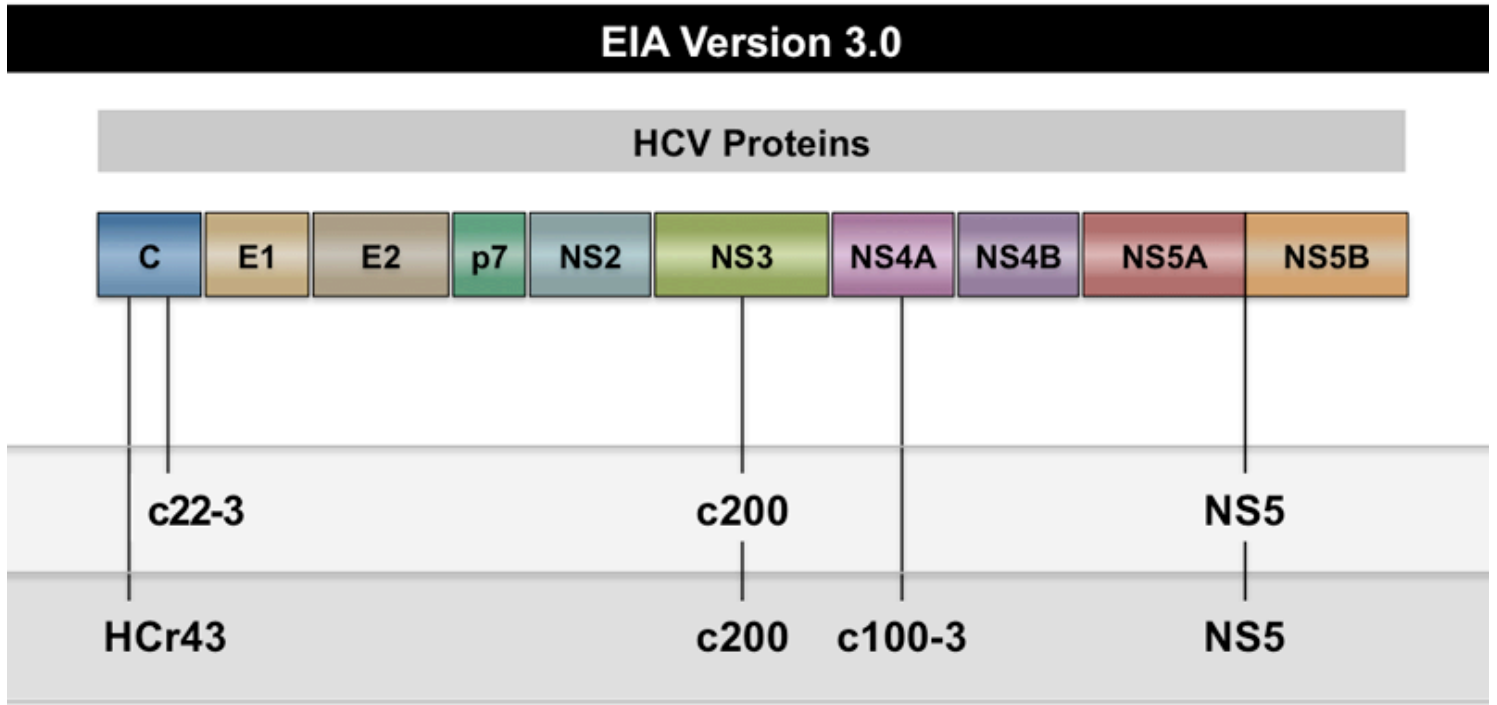 EIA Version 3.0
HCV Proteins
C E1 E2 p7 NS2 NS3 NS4A NS4B NS5A NS5B
c22-3 c200 NS5
HCr43 c200 c100-3 NS5